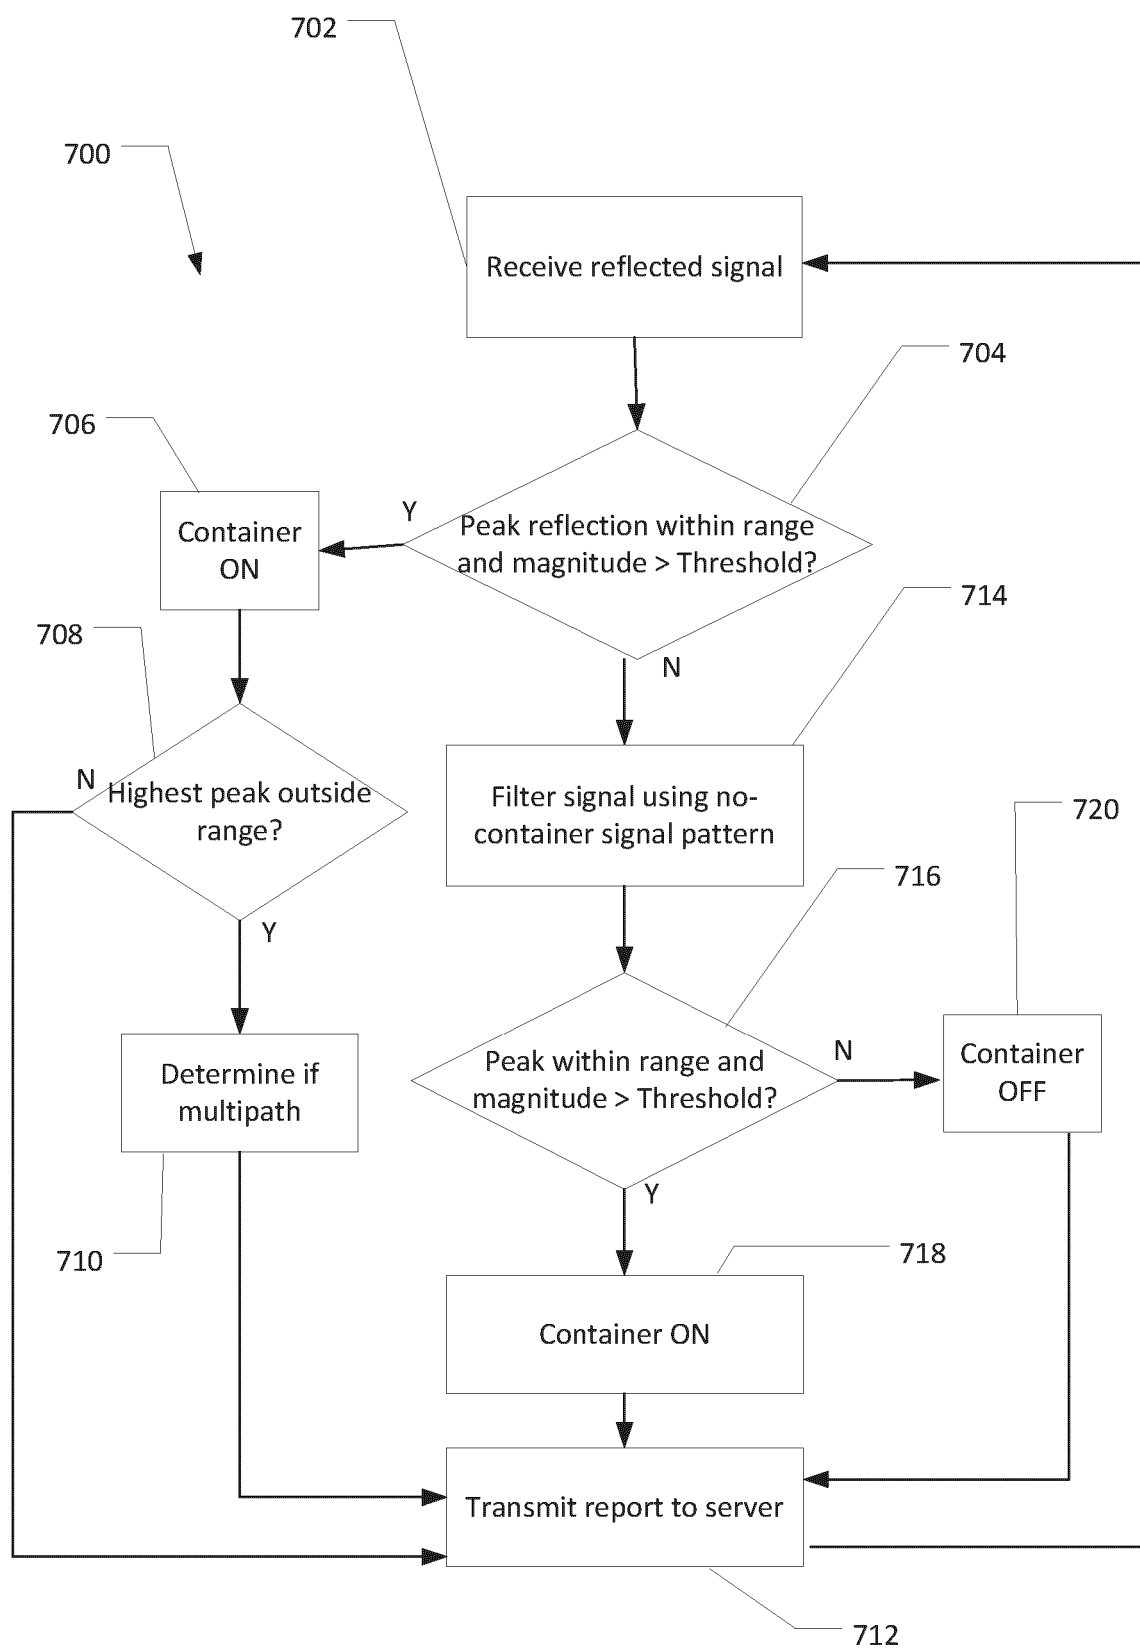 702
700
Receive reflected signal
704
706
Y
Container
ON
Peak reflection within range
and magnitude > Threshold?
714
708
N
N
Highest peak outside
range?
Filter signal using no-
container signal pattern
720
716
Y
Determine if
multipath
Peak within range and
magnitude > Threshold?
N
Container
OFF
Y
710
718
Container ON
Transmit report to server
712